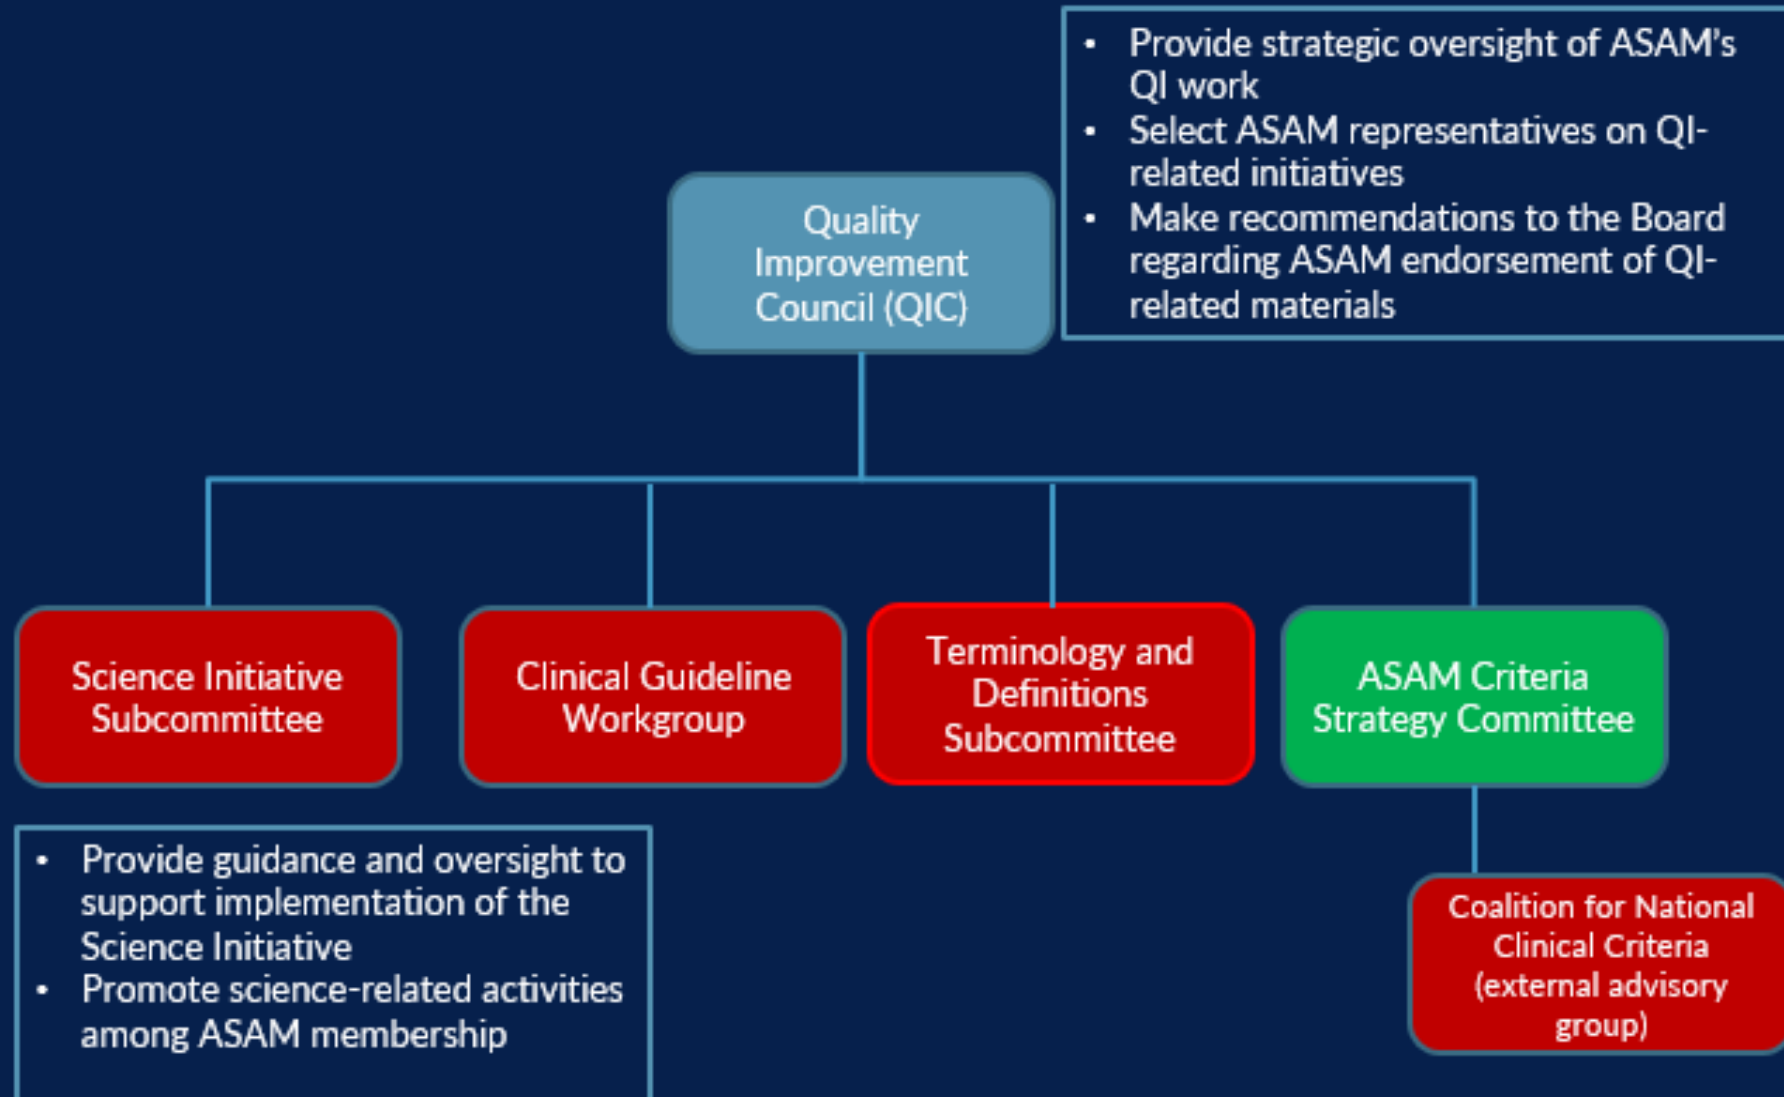 • Provide strategic oversight of ASAM's
QI work
• Select ASAM representatives on QI-
related initiatives
• Make recommendations to the Board
regarding ASAM endorsement of QI-
related materials
Quality
Improvement
Council (QIC)
Science Initiative
Subcommittee
Clinical Guideline
Workgroup
Terminology and
Definitions
Subcommittee
ASAM Criteria
Strategy Committee
• Provide guidance and oversight to
support implementation of the
Science Initiative
• Promote science-related activities
among ASAM membership
Coalition for National
Clinical Criteria
(external advisory
group)